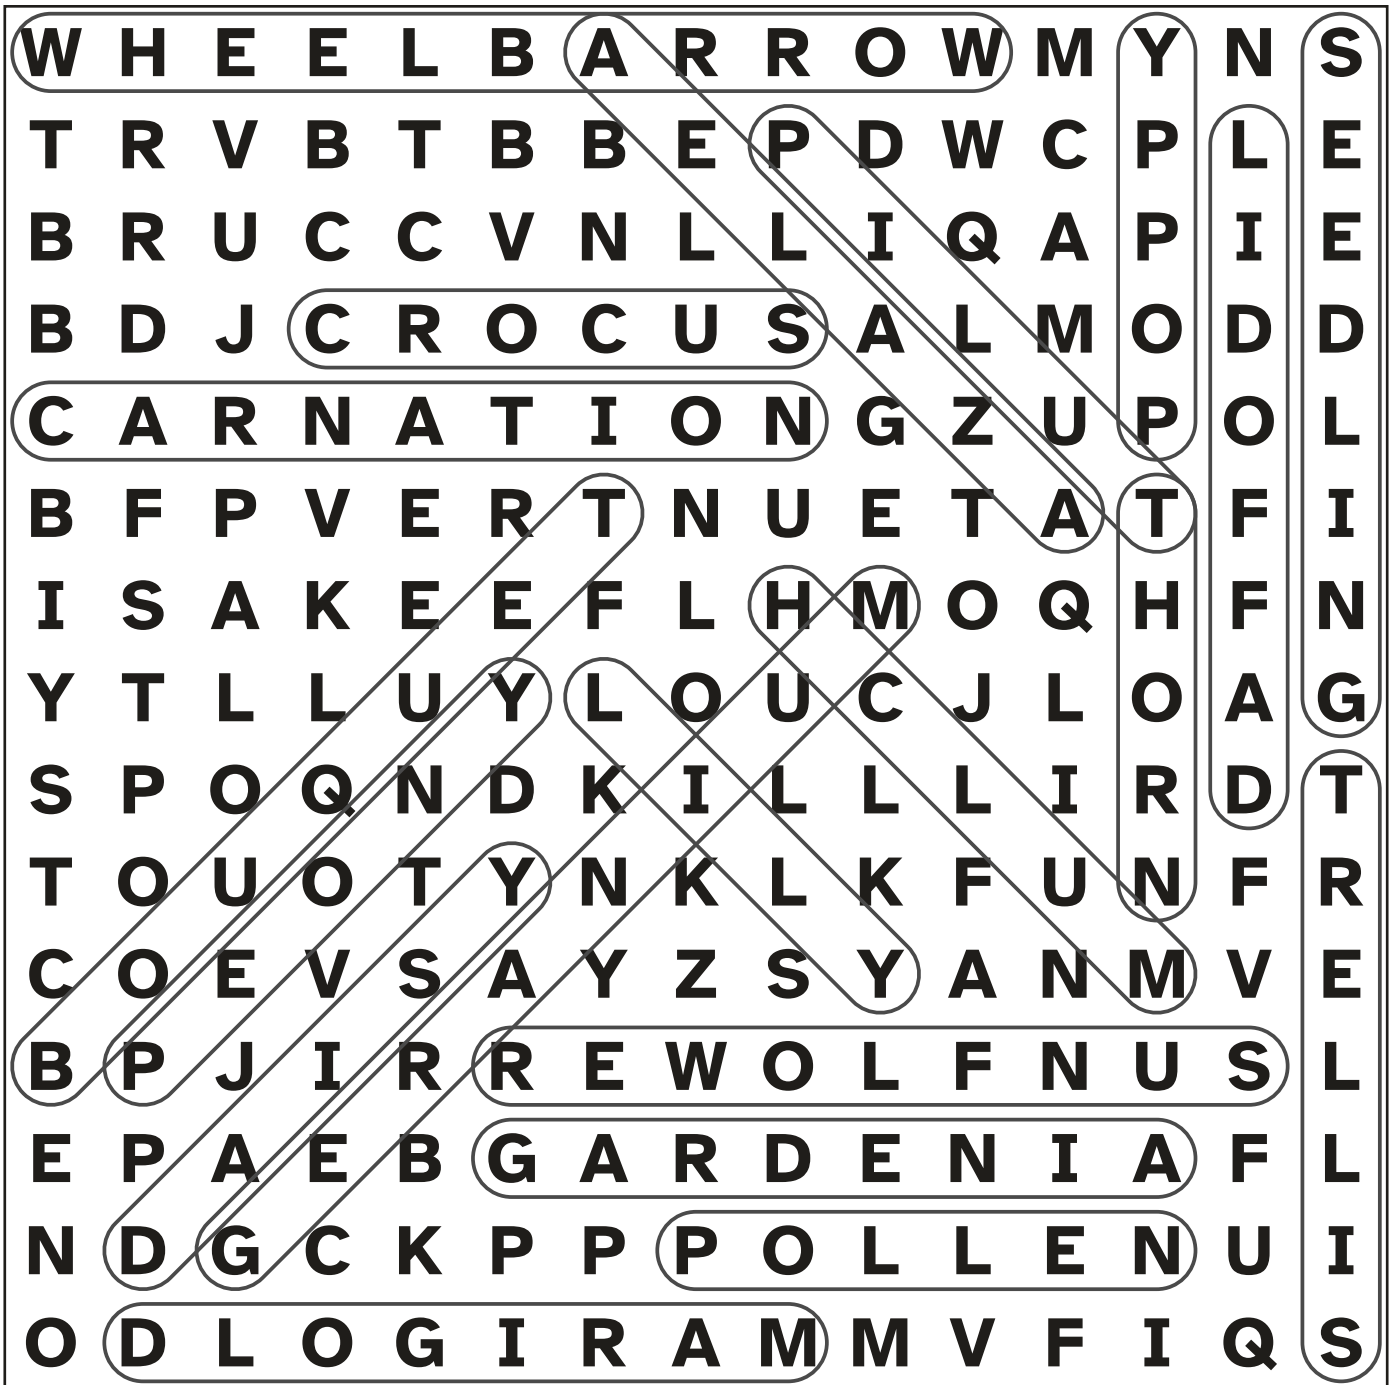 W H E E L B A R R O W M Y N S
T R V B T B B E P D W C P L E
B R U C C V N L L I Q A P I E
B D J C R O C U S A L M O D D
C A R N A T I O N G Z U P O L
B F P V E R T N U E T A T F I
I S A K E E F L H M O Q H F N
Y T L L U Y L O U C J L O A G
S P O Q N D K I L L L I R D T
T O U O T Y N K L K F U N F R
C O E V S A Y Z S Y A N M V E
B P J I R R E W O L F N U S L
E P A E B G A R D E N I A F L
N D G C K P P P O L L E N U I
O D L O G I R A M M V F I Q S